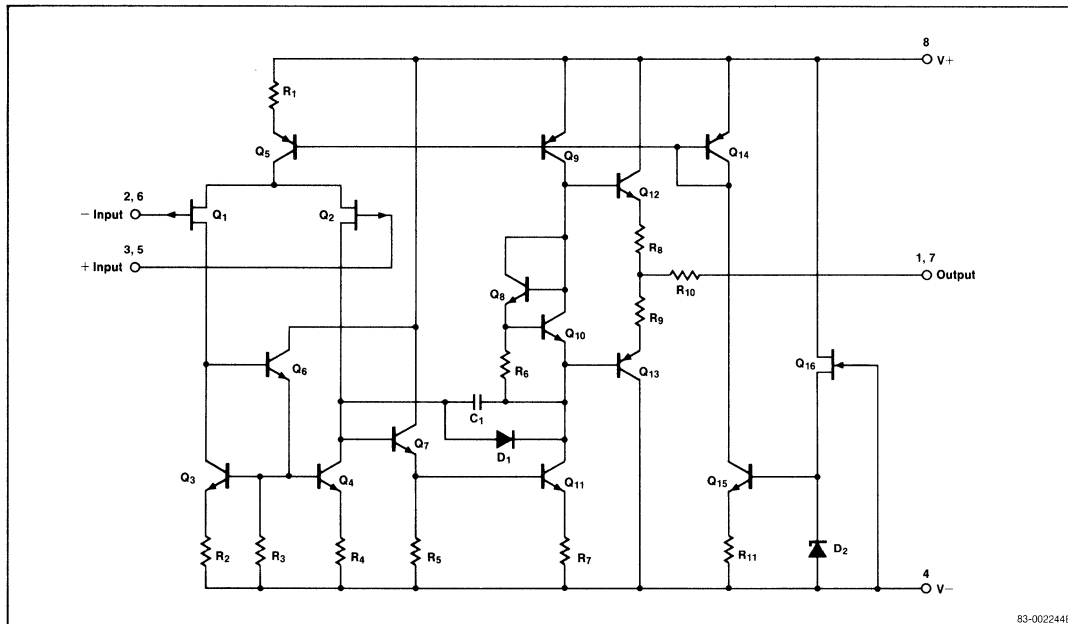 8
V+
R1
Q5
Q9
Q14
Q12
2, 6
– Input
Q1
Q2
R8
3, 5
+ Input
1, 7
Output
R10
Q8
Q10
R9
Q6
R6
Q13
Q16
C1
Q7
D1
Q3
Q4
Q11
Q15
R2
R3
R4
R5
R7
R11
D2
4
V–
83-002244B